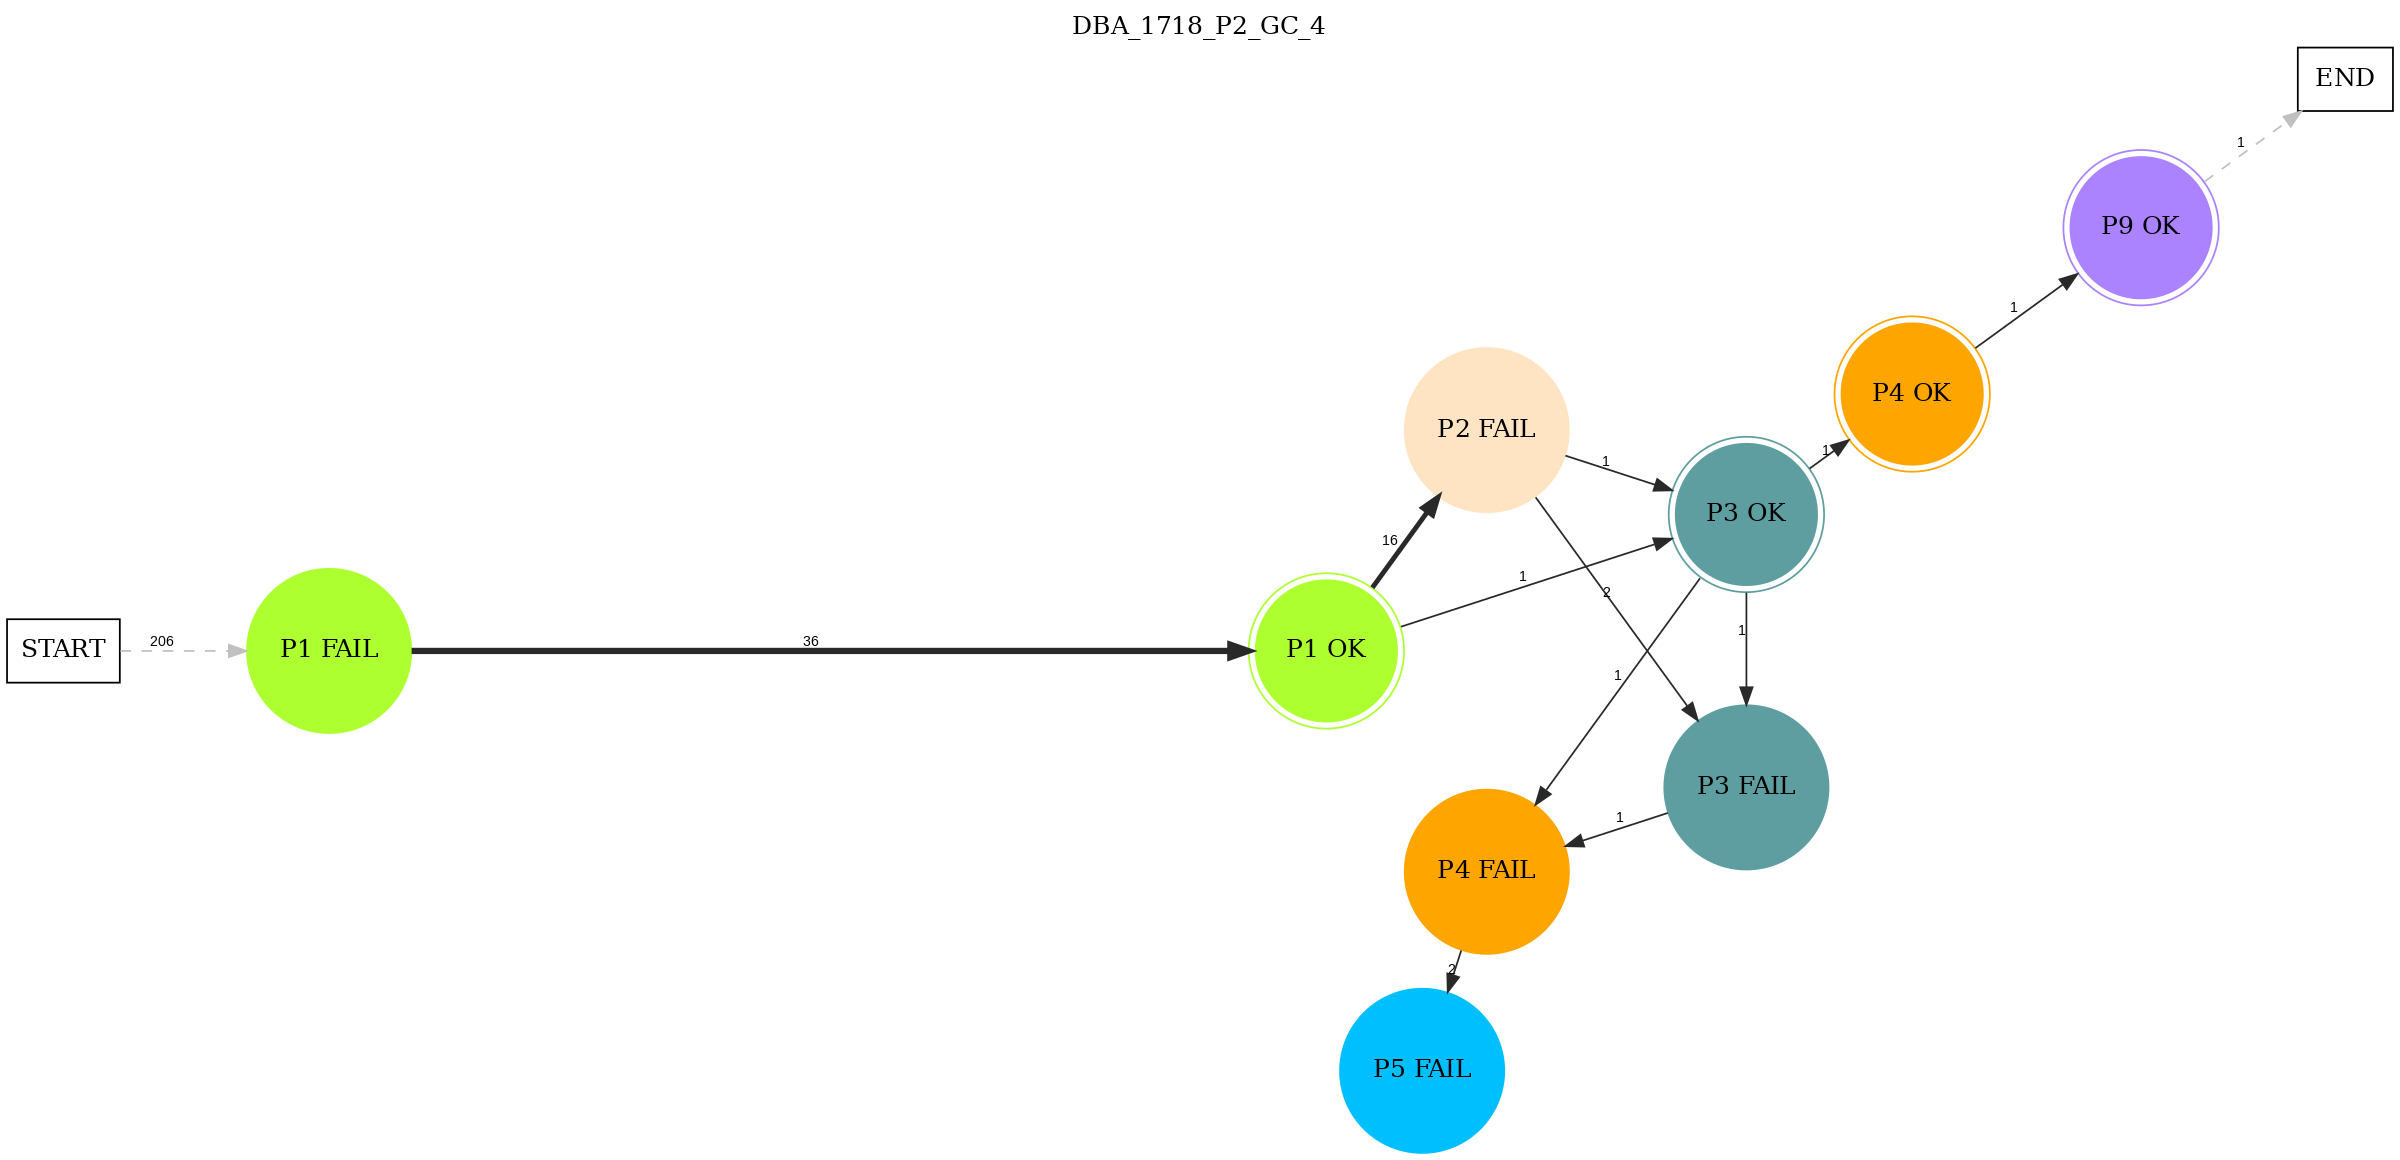 DBA_1718_P2_GC_4
END
1
P9 OK
1
P4 OK
P2 FAIL
1
1
P3 OK
16
1
2
START
206
P1 FAIL
36
P1 OK
1
1
P3 FAIL
1
P4 FAIL
2
P5 FAIL